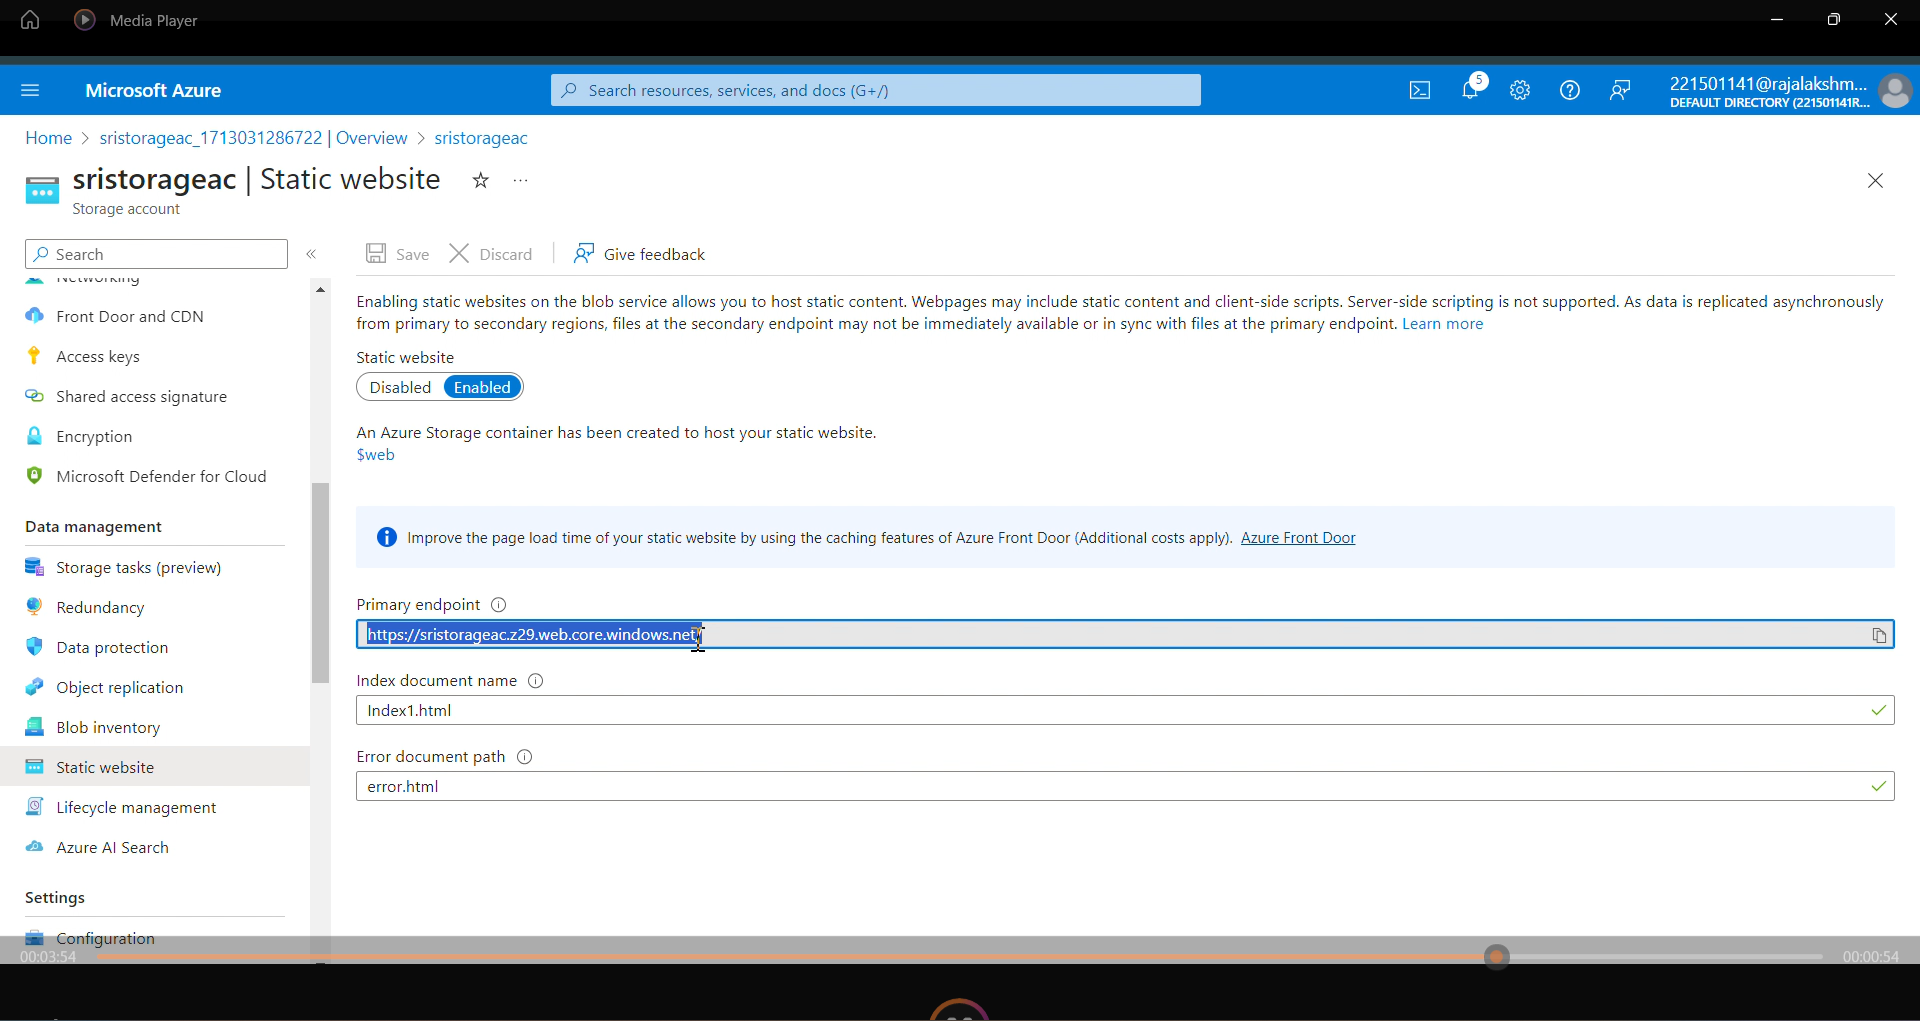 Media Player
Microsoft Azure
Search resources, services, and docs (G+/)
5
221501141@rajalakshm...
DEFAULT DIRECTORY (221501141R...
Home > sristorageac_1713031286722 | Overview > sristorageac
sristorageac | Static website
Storage account
Search
Save
Discard
Give feedback
Networking
Front Door and CDN
Access keys
Shared access signature
Encryption
Microsoft Defender for Cloud
Data management
Storage tasks (preview)
Redundancy
Data protection
Object replication
Blob inventory
Static website
Lifecycle management
Azure AI Search
Settings
Configuration
Enabling static websites on the blob service allows you to host static content. Webpages may include static content and client-side scripts. Server-side scripting is not supported. As data is replicated asynchronously
from primary to secondary regions, files at the secondary endpoint may not be immediately available or in sync with files at the primary endpoint. Learn more
Static website
Disabled Enabled
An Azure Storage container has been created to host your static website.
$web
Improve the page load time of your static website by using the caching features of Azure Front Door (Additional costs apply). Azure Front Door
Primary endpoint
https://sristorageac.z29.web.core.windows.net/
Index document name
Index1.html
Error document path
error.html
00:03:54
00:00:54